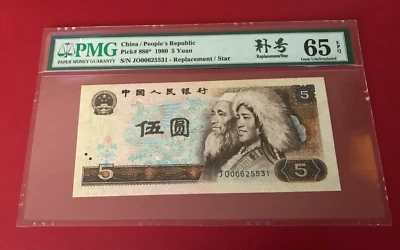 PMG
PAPER MONEY GUARANTY
China / People's Republic
Pick# 886* 1980 5 Yuan
S/N JO00625531 - Replacement / Star
补号
Replacement/Star
65 EPQ
Gem Uncirculated
中国人民银行
5
伍圆
5
JO00625531
5